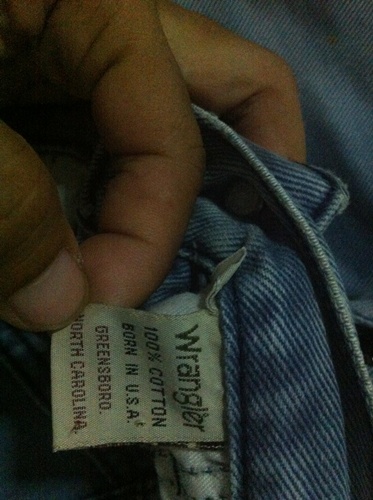 Wrangler
100% COTTON
BORN IN U.S.A.
GREENSBORO.
NORTH CAROLINA.